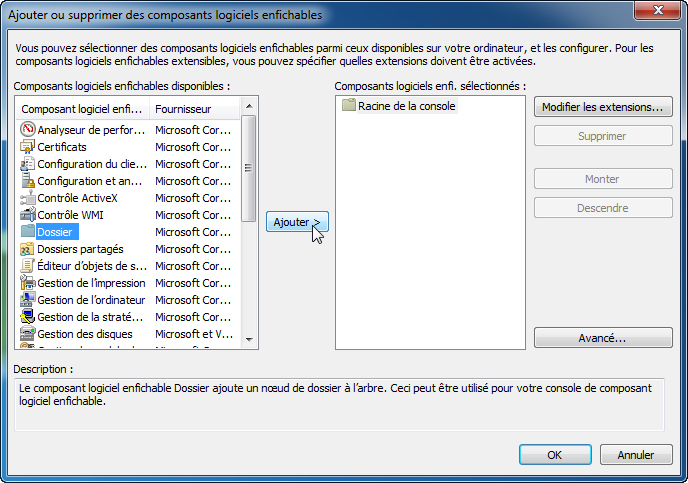 Ajouter ou supprimer des composants logiciels enfichables
Vous pouvez sélectionner des composants logiciels enfichables parmi ceux disponibles sur votre ordinateur, et les configurer. Pour les
composants logiciels enfichables extensibles, vous pouvez spécifier quelles extensions doivent être activées.
Composants logiciels enfichables disponibles :
Composant logiciel enfi... Fournisseur
Analyseur de perfor... Microsoft Cor...
Certificats Microsoft Cor...
Configuration du clie... Microsoft Cor...
Configuration et an... Microsoft Cor...
Contrôle ActiveX Microsoft Cor...
Contrôle WMI Microsoft Cor...
Dossier Microsoft Cor...
Dossiers partagés Microsoft Cor...
Éditeur d'objets de s... Microsoft Cor...
Gestion de l'impression Microsoft Cor...
Gestion de l'ordinateur Microsoft Cor...
Gestion de la straté... Microsoft Cor...
Gestion des disques Microsoft et V...
Ajouter >
Composants logiciels enfi. sélectionnés :
Racine de la console
Modifier les extensions...
Supprimer
Monter
Descendre
Avancé...
Description :
Le composant logiciel enfichable Dossier ajoute un nœud de dossier à l'arbre. Ceci peut être utilisé pour votre console de composant
logiciel enfichable.
OK
Annuler